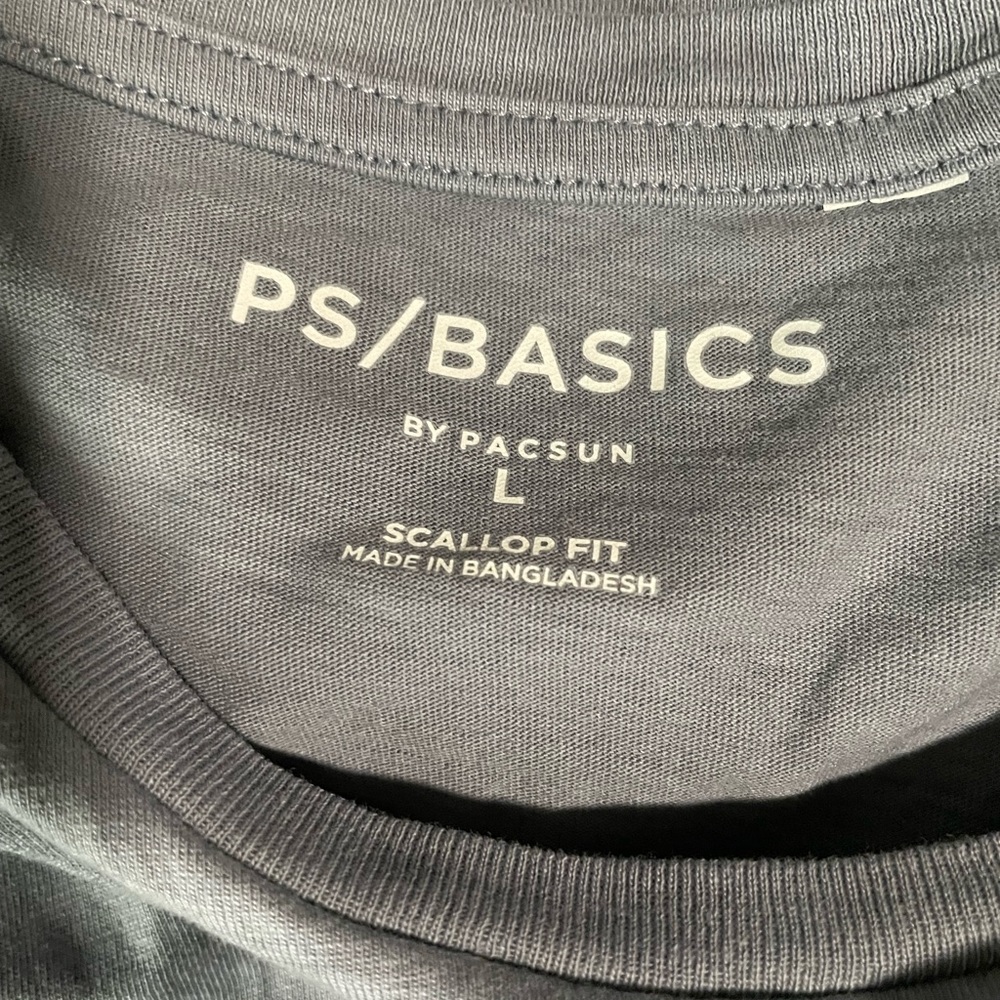 PS/BASICS
BY PACSUN
L
SCALLOP FIT
MADE IN BANGLADESH